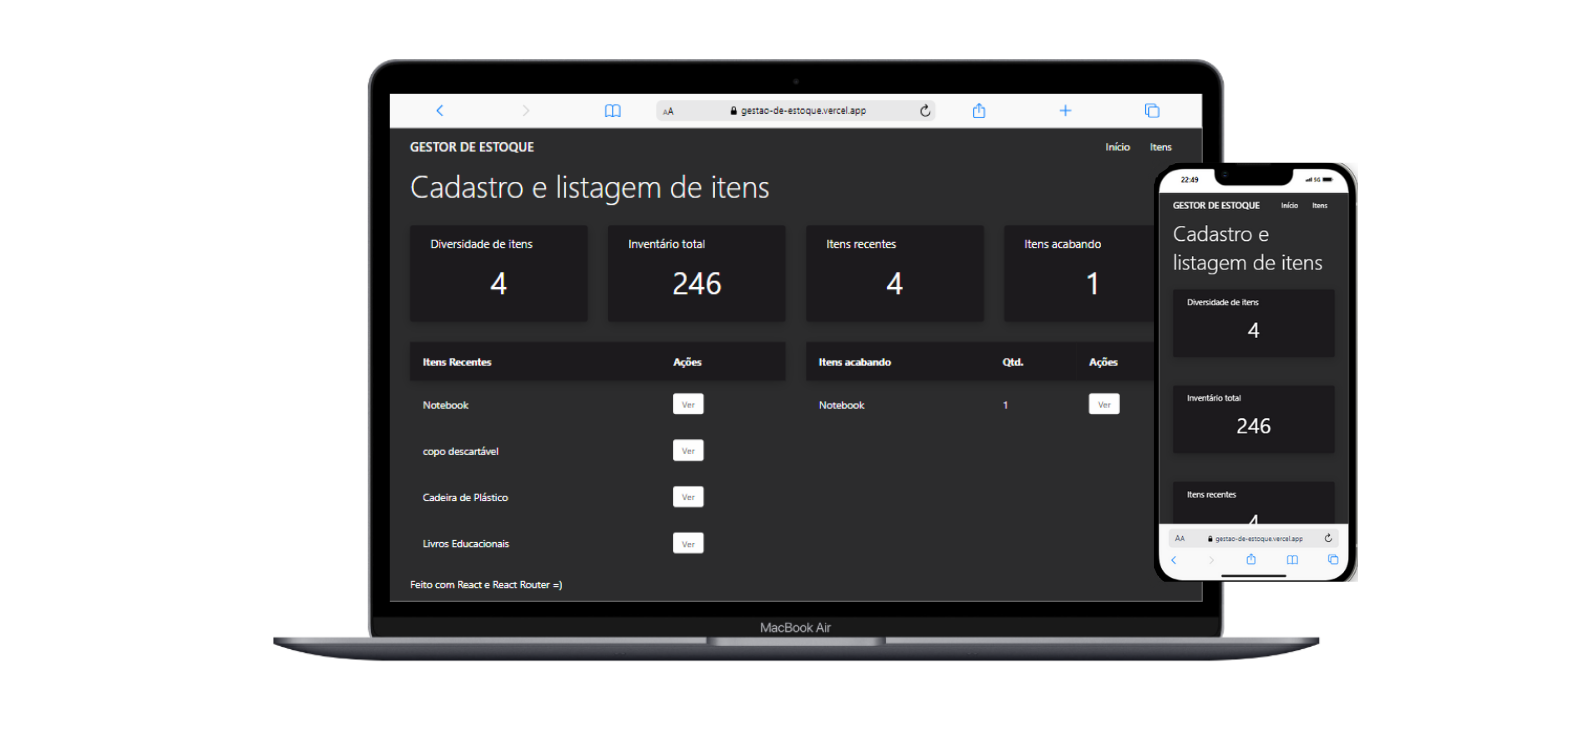 AA gestao-de-estoque.vercel.app
GESTOR DE ESTOQUE Início Itens
Cadastro e listagem de itens
Diversidade de itens Inventário total Itens recentes Itens acabando
4 246 4 1
Itens Recentes Ações Itens acabando Qtd. Ações
Notebook Ver Notebook 1 Ver
copo descartável Ver
Cadeira de Plástico Ver
Livros Educacionais Ver
Feito com React e React Router =)
MacBook Air
22:49 5G
GESTOR DE ESTOQUE Início Itens
Cadastro e
listagem de itens
Diversidade de itens
4
Inventário total
246
Itens recentes
4
AA gestao-de-estoque.vercel.app